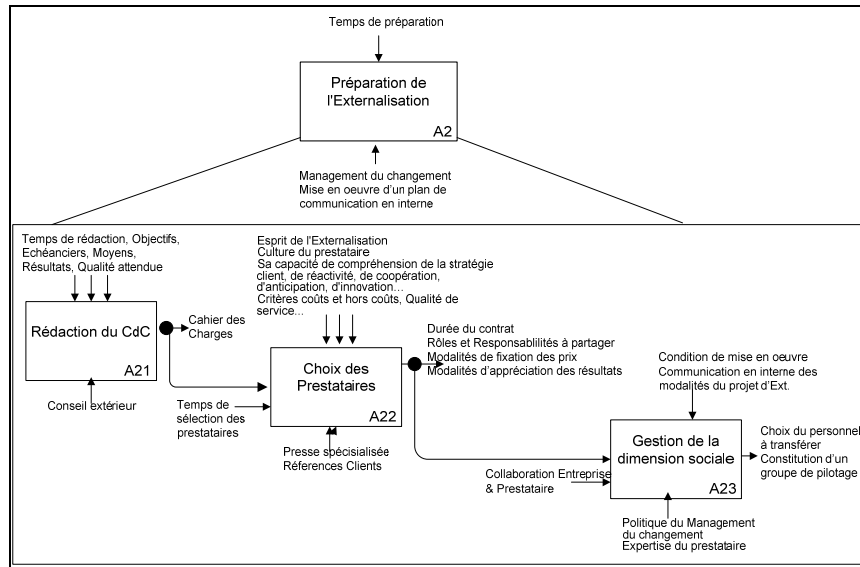 Temps de préparation
Préparation de
l'Externalisation
A2
Management du changement
Mise en oeuvre d'un plan de
communication en interne
Temps de rédaction, Objectifs,
Echéanciers, Moyens,
Résultats, Qualité attendue
Rédaction du CdC
A21
Conseil extérieur
Cahier des
Charges
Esprit de l'Externalisation
Culture du prestataire
Sa capacité de compréhension de la stratégie
client, de réactivité, de coopération,
d'anticipation, d'innovation...
Critères coûts et hors coûts, Qualité de
service...
Choix des
Prestataires
A22
Temps de
sélection des
prestataires
Presse spécisialisée
Réferences Clients
Durée du contrat
Rôles et Responsabliités à partager
Modalités de fixation des prix
Modalités d'appréciation des résultats
Condition de mise en oeuvre
Communication en interne des
modalités du projet d'Ext.
Gestion de la
dimension sociale
A23
Collaboration Entreprise
& Prestataire
Politique du Management
du changement
Expertise du prestataire
Choix du personnel
à transférer
Constitution d'un
groupe de pilotage